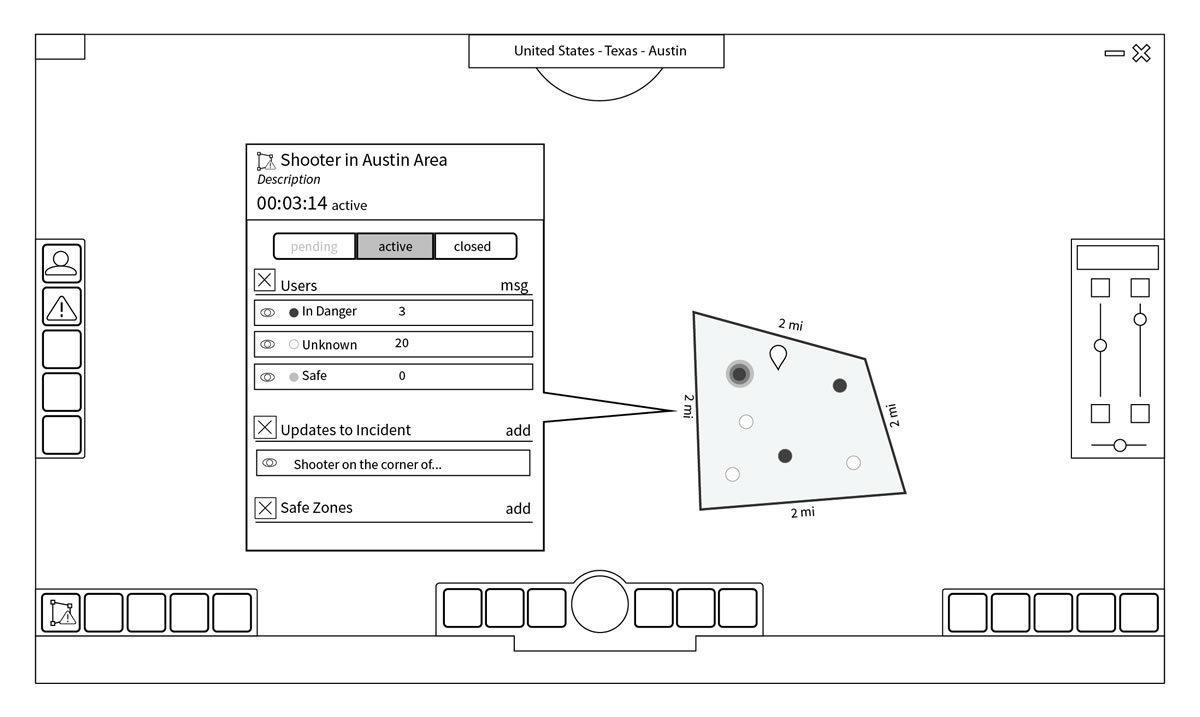 United States - Texas - Austin
Shooter in Austin Area
Description
00:03:14 active
pending active closed
Users msg
In Danger 3
Unknown 20
Safe 0
Updates to Incident add
Shooter on the corner of...
Safe Zones add
2 mi
2 mi
2 mi
2 mi